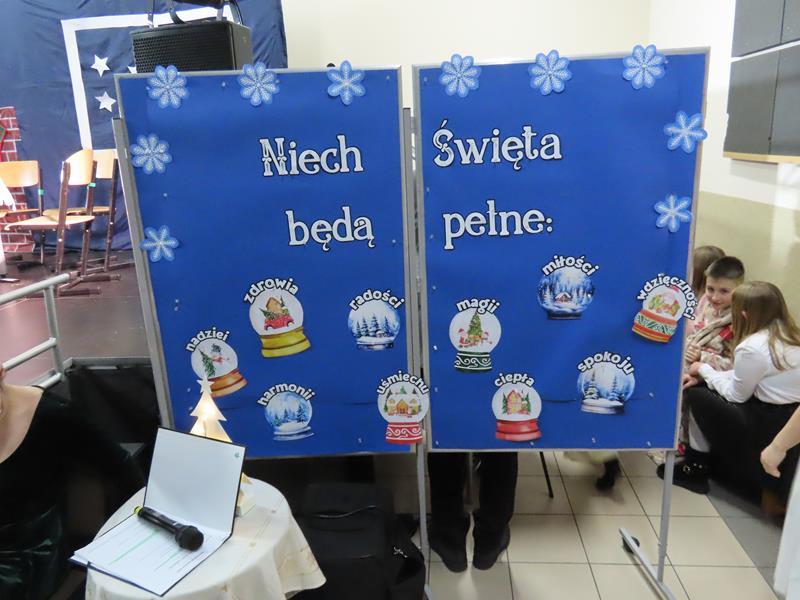 Niech Święta
będą pełne:
zdrowia
radości
nadziei
harmonii
uśmiechu
miłości
wdzięczności
magii
spokoju
ciepła